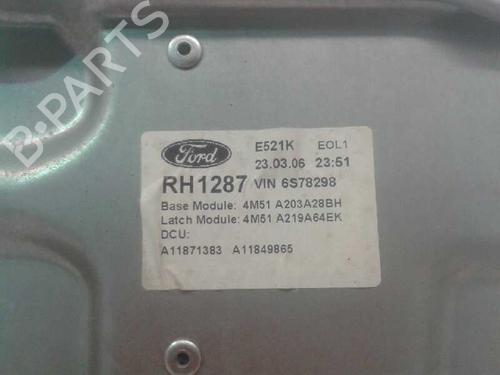 B-PARTS
Ford E521K EOL1
23.03.06 23:51
RH1287 VIN 6S78298
Base Module: 4M51 A203A28BH
Latch Module: 4M51 A219A64EK
DCU:
A11871383 A11849865